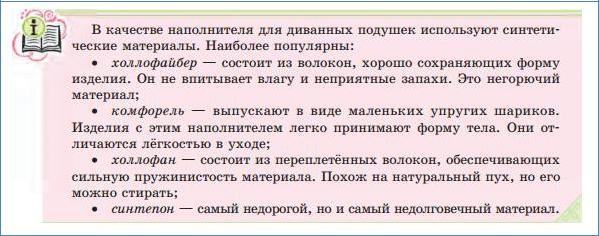 В качестве наполнителя для диванных подушек используют синтети-
ческие материалы. Наиболее популярны:
• холлофайбер — состоит из волокон, хорошо сохраняющих форму
изделия. Он не впитывает влагу и неприятные запахи. Это негорючий
материал;
• комфорель — выпускают в виде маленьких упругих шариков.
Изделия с этим наполнителем легко принимают форму тела. Они от-
личаются лёгкостью в уходе;
• холлофан — состоит из переплетённых волокон, обеспечивающих
сильную пружинистость материала. Похож на натуральный пух, но его
можно стирать;
• синтепон — самый недорогой, но и самый недолговечный материал.